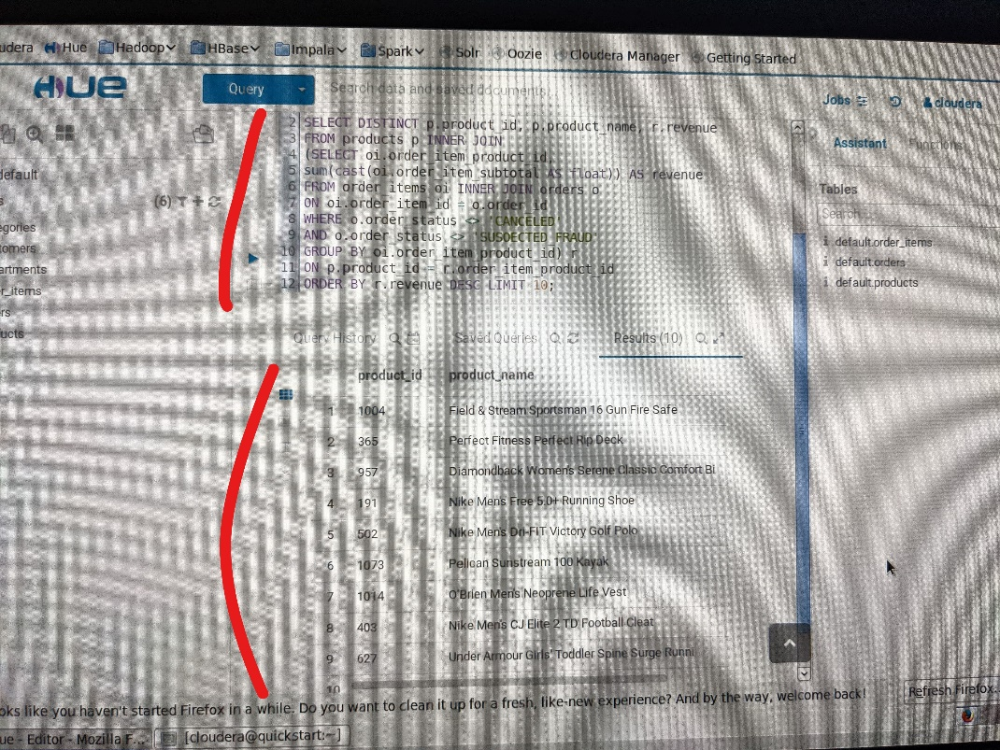 Hue Hadoop HBase Impala Spark Solr Oozie Cloudera Manager Getting Started
HUE Query Search data and saved documents...
Jobs cloudera
2 SELECT DISTINCT p.product_id, p.product_name, r.revenue
3 FROM products p INNER JOIN
4 (SELECT oi.order_item_product_id,
5 sum(cast(oi.order_item_subtotal AS float)) AS revenue
6 FROM order_items oi INNER JOIN orders o
7 ON oi.order_item_id = o.order_id
8 WHERE o.order_status <> 'CANCELED'
9 AND o.order_status <> 'SUSOECTED_FRAUD'
10 GROUP BY oi.order_item_product_id) r
11 ON p.product_id = r.order_item_product_id
12 ORDER BY r.revenue DESC LIMIT 10;
default
(6)
egories
tomers
artments
r_items
ers
ucts
Assistant Functions
Tables
Search...
i default.order_items
i default.orders
i default.products
Query History Saved Queries Results (10)
product_id product_name
1 1004 Field & Stream Sportsman 16 Gun Fire Safe
2 365 Perfect Fitness Perfect Rip Deck
3 957 Diamondback Women's Serene Classic Comfort Bi
4 191 Nike Men's Free 5.0+ Running Shoe
5 502 Nike Men's Dri-FIT Victory Golf Polo
6 1073 Pelican Sunstream 100 Kayak
7 1014 O'Brien Men's Neoprene Life Vest
8 403 Nike Men's CJ Elite 2 TD Football Cleat
9 627 Under Armour Girls' Toddler Spine Surge Runni
10
oks like you haven't started Firefox in a while. Do you want to clean it up for a fresh, like-new experience? And by the way, welcome back! Refresh Firefox...
ue - Editor - Mozilla F... [cloudera@quickstart:~]